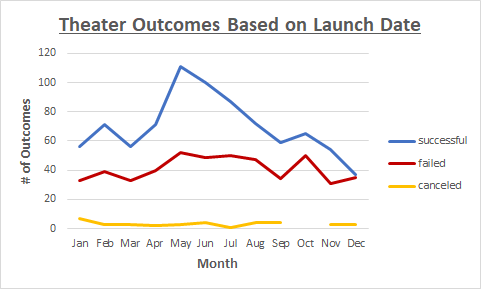 Theater Outcomes Based on Launch Date
120
100
80
60
40
20
0
# of Outcomes
Jan Feb Mar Apr May Jun Jul Aug Sep Oct Nov Dec
Month
successful
failed
canceled